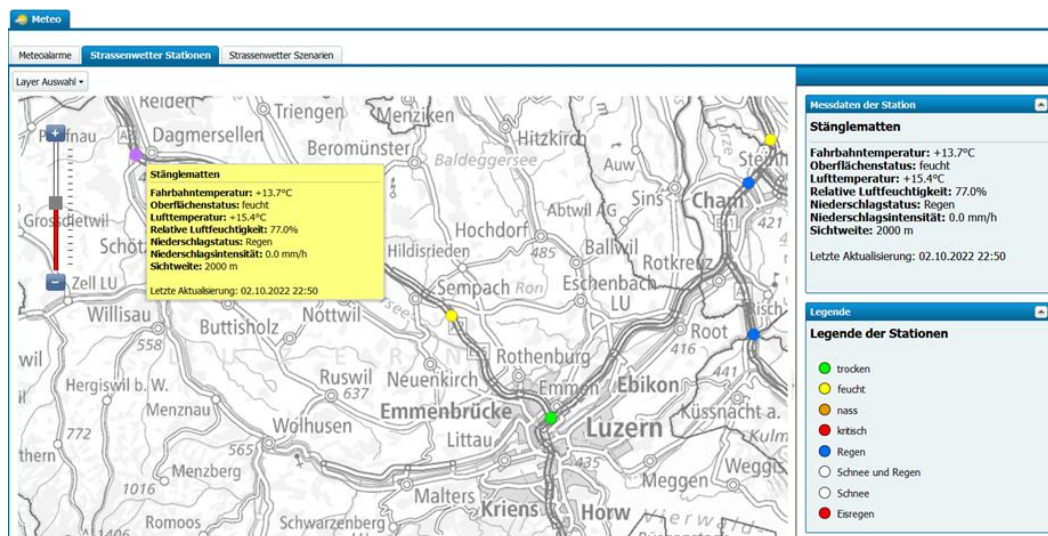 Meteo
Meteoalarme
Strassenwetter Stationen
Strassenwetter Szenarien
Layer Auswahl
Reiden
Triengen
Menziken
Dagmersellen
Beromünster
Hitzkirch
Baldeggersee
Auw
Sins
Cham
Abtwil AG
Hochdorf
Ballwil
Rotkreuz
421
Hildisrieden
485
Eschenbach
LU
Sempach
Grossdietwil
Zell LU
Willisau
558
Buttisholz
Nottwil
Root
416
Rothenburg
Ruswil
637
Neuenkirch
Emmen
Ebikon
441
Hergiswil b. W.
Menznau
Emmenbrücke
Küssnacht a.
772
Wolhusen
565
Littau
Luzern
Menzberg
1016
435
Meggen
Weggis
Malters
Kriens
Horw
Romoos
Schwarzenberg
A 1406
Stänglematten
Fahrbahntemperatur: +13.7°C
Oberflächenstatus: feucht
Lufttemperatur: +15.4°C
Relative Luftfeuchtigkeit: 77.0%
Niederschlagstatus: Regen
Niederschlagsintensität: 0.0 mm/h
Sichtweite: 2000 m
Letzte Aktualisierung: 02.10.2022 22:50
Messdaten der Station
Stänglematten
Fahrbahntemperatur: +13.7°C
Oberflächenstatus: feucht
Lufttemperatur: +15.4°C
Relative Luftfeuchtigkeit: 77.0%
Niederschlagstatus: Regen
Niederschlagsintensität: 0.0 mm/h
Sichtweite: 2000 m
Letzte Aktualisierung: 02.10.2022 22:50
Legende
Legende der Stationen
trocken
feucht
nass
kritisch
Regen
Schnee und Regen
Schnee
Eisregen